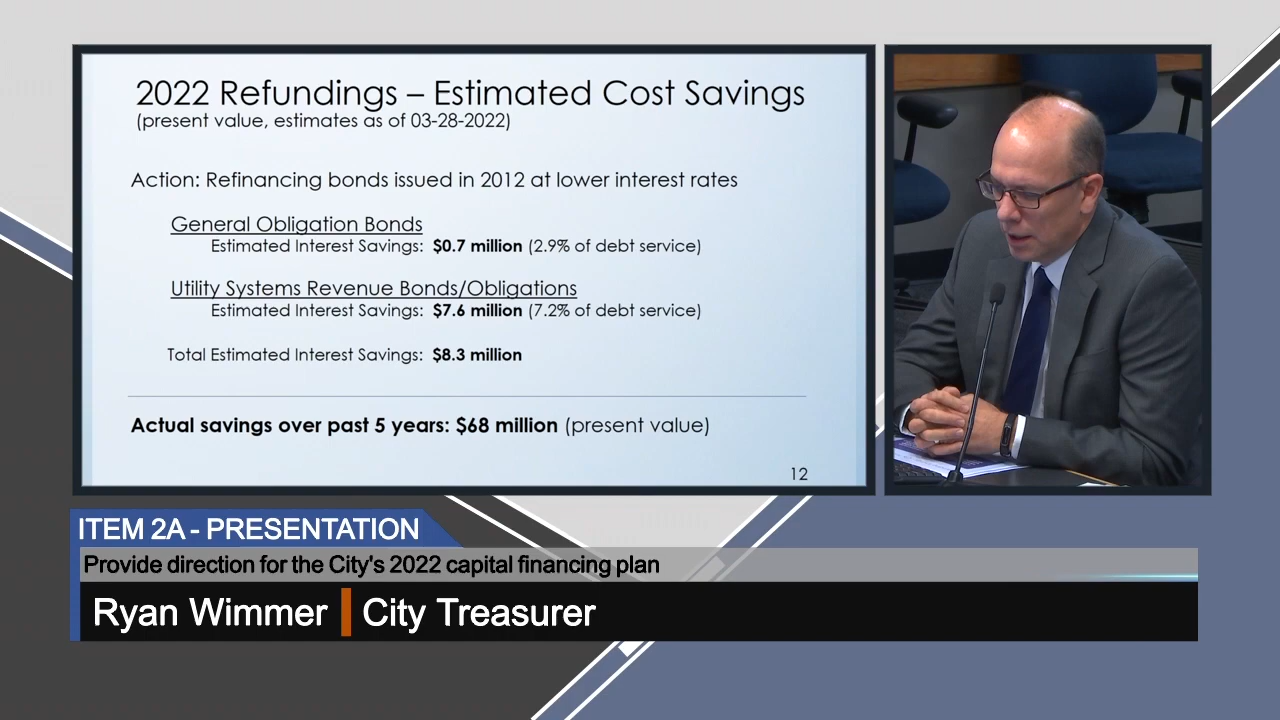 2022 Refundings – Estimated Cost Savings
(present value, estimates as of 03-28-2022)
Action: Refinancing bonds issued in 2012 at lower interest rates
General Obligation Bonds
Estimated Interest Savings: $0.7 million (2.9% of debt service)
Utility Systems Revenue Bonds/Obligations
Estimated Interest Savings: $7.6 million (7.2% of debt service)
Total Estimated Interest Savings: $8.3 million
Actual savings over past 5 years: $68 million (present value)
12
ITEM 2A - PRESENTATION
Provide direction for the City's 2022 capital financing plan
Ryan Wimmer | City Treasurer